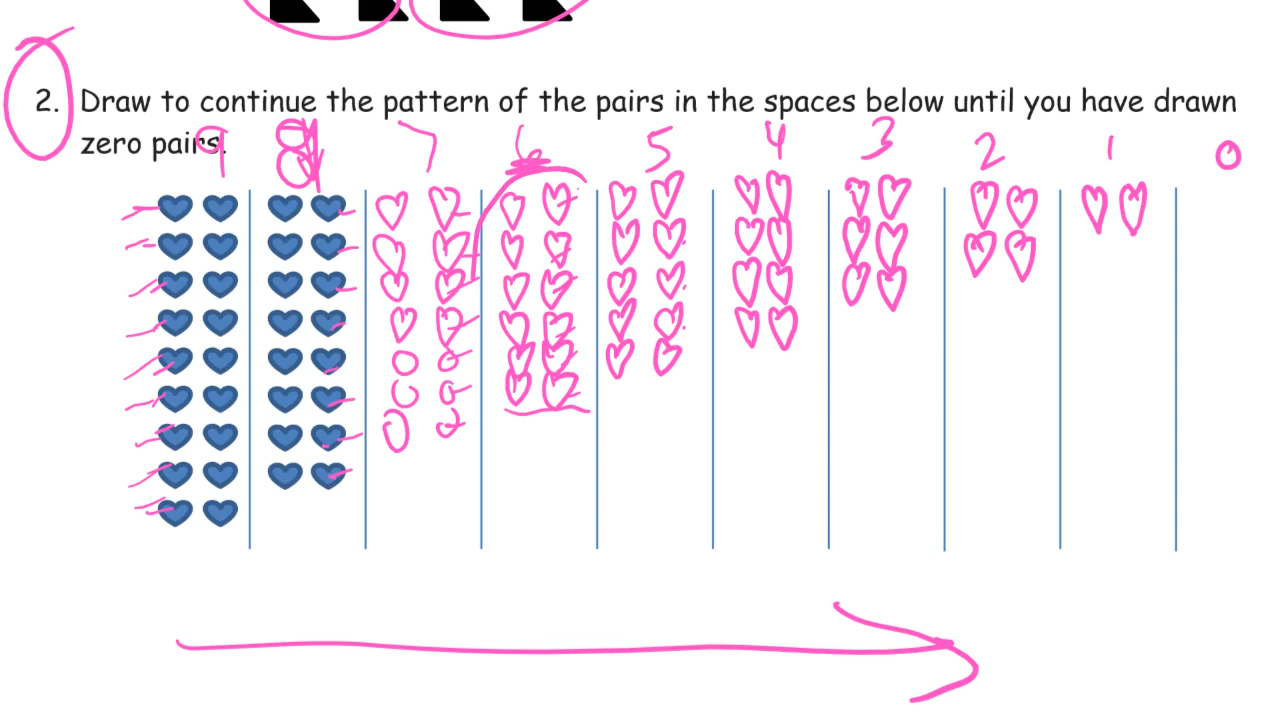 2. Draw to continue the pattern of the pairs in the spaces below until you have drawn
zero pairs.
9 8 7 6 5 4 3 2 1 0